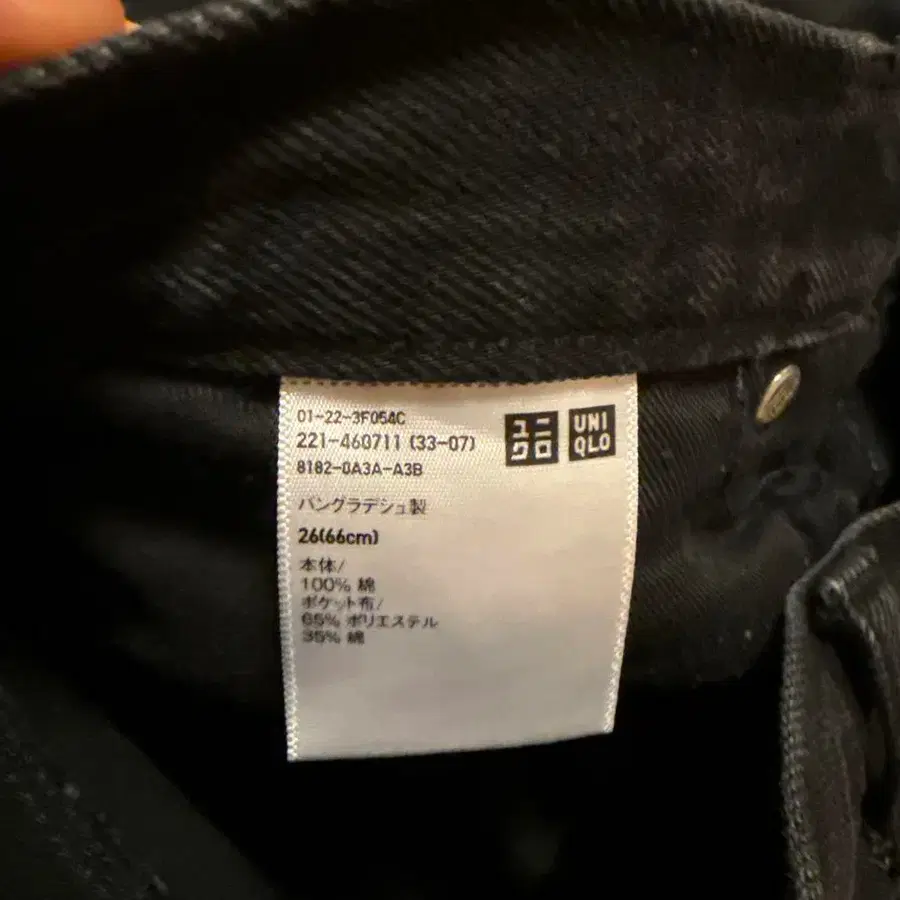 01-22-3F054C
221-460711 (33-07)
8182-0A3A-A3B
ユニ
クロ
UNI
QLO
バングラデシュ製
26(66cm)
本体/
100% 綿
ポケット布/
65% ポリエステル
35% 綿